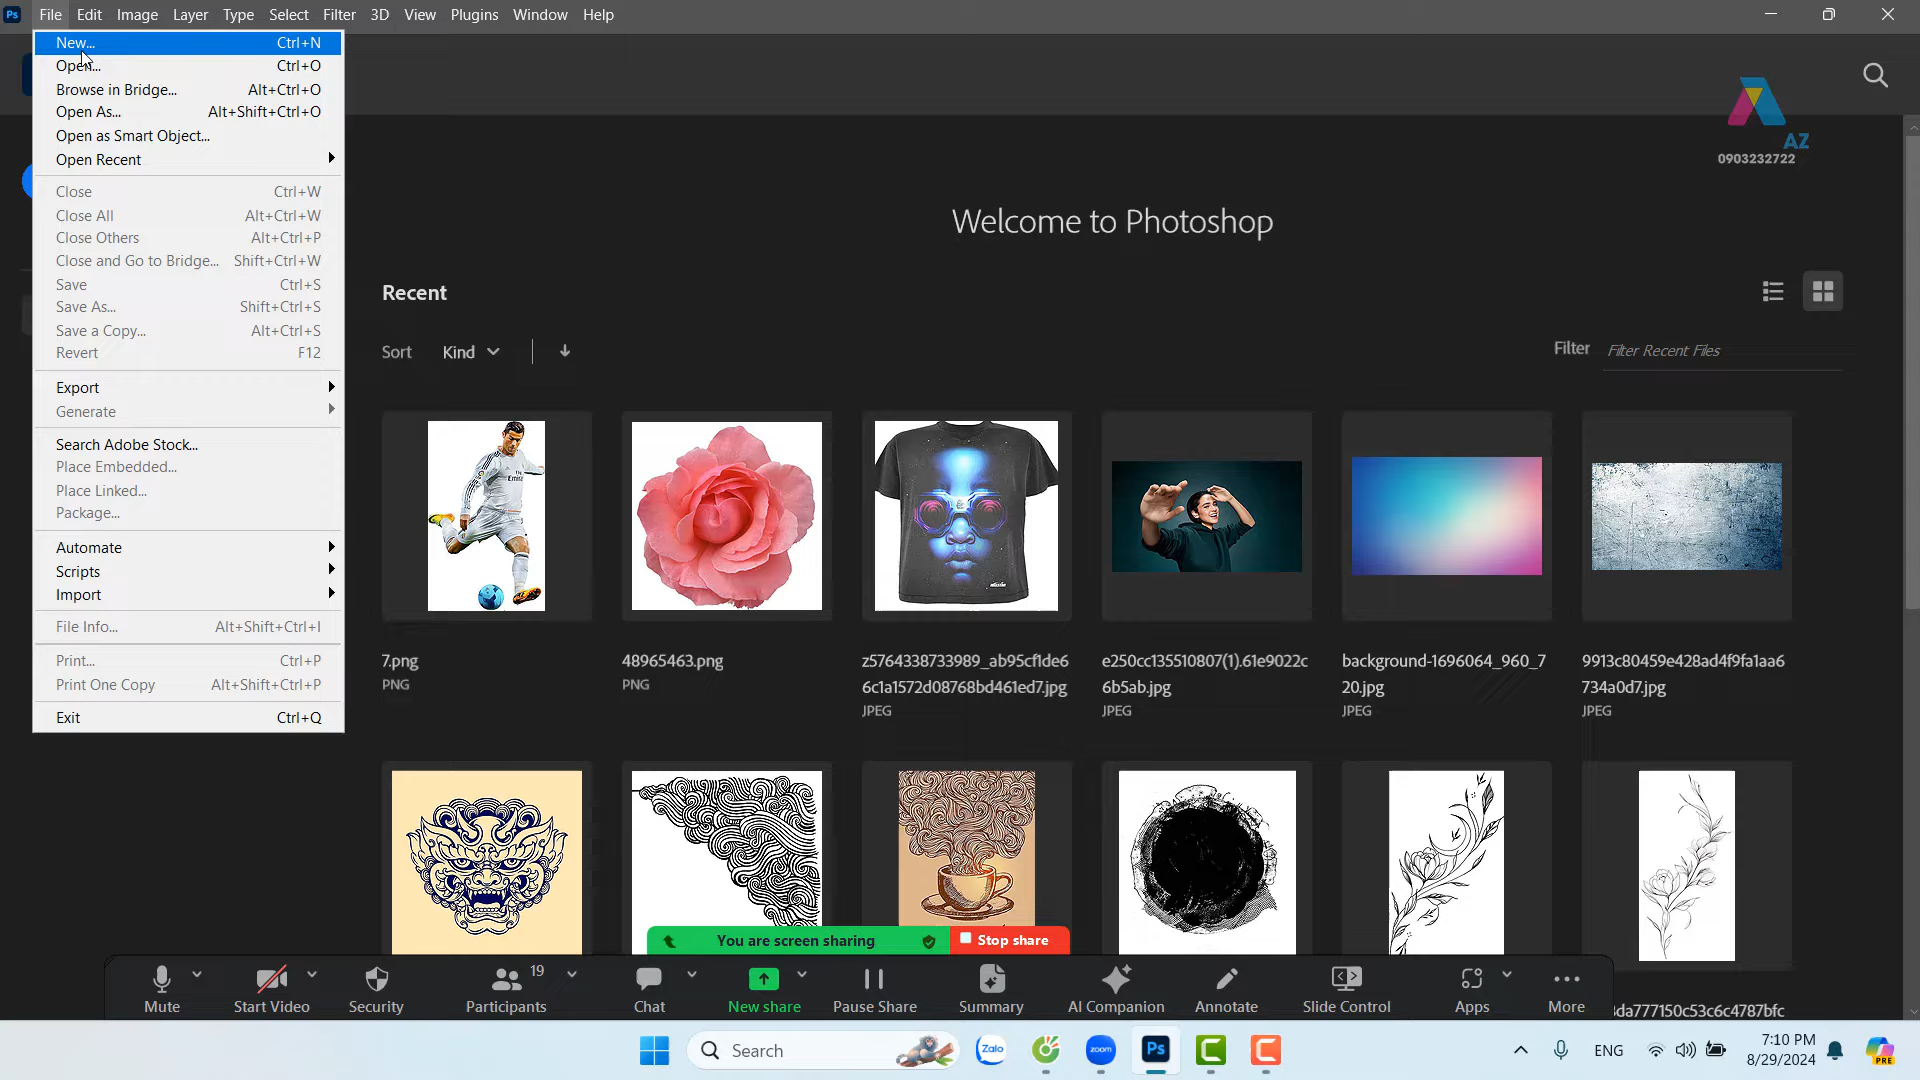 Ps File Edit Image Layer Type Select Filter 3D View Plugins Window Help
New... Ctrl+N
Open... Ctrl+O
Browse in Bridge... Alt+Ctrl+O
Open As... Alt+Shift+Ctrl+O
Open as Smart Object...
Open Recent
Close Ctrl+W
Close All Alt+Ctrl+W
Close Others Alt+Ctrl+P
Close and Go to Bridge... Shift+Ctrl+W
Save Ctrl+S
Save As... Shift+Ctrl+S
Save a Copy... Alt+Ctrl+S
Revert F12
Export
Generate
Search Adobe Stock...
Place Embedded...
Place Linked...
Package...
Automate
Scripts
Import
File Info... Alt+Shift+Ctrl+I
Print... Ctrl+P
Print One Copy Alt+Shift+Ctrl+P
Exit Ctrl+Q
AZ
0903232722
Welcome to Photoshop
Recent
Sort Kind
Filter Filter Recent Files
7.png
PNG
48965463.png
PNG
z5764338733989_ab95cf1de6
6c1a1572d08768bd461ed7.jpg
JPEG
e250cc135510807(1).61e9022c
6b5ab.jpg
JPEG
background-1696064_960_7
20.jpg
JPEG
9913c80459e428ad4f9fa1aa6
734a0d7.jpg
JPEG
You are screen sharing Stop share
Mute Start Video Security Participants 19 Chat New share Pause Share Summary AI Companion Annotate Slide Control Apps More
da777150c53c6c4787bfc
Search
Zalo
zoom
Ps
ENG
7:10 PM
8/29/2024
PRE